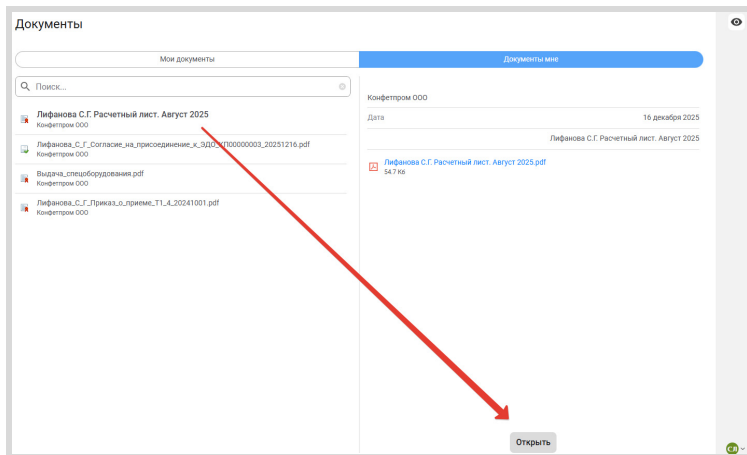 Документы
Мои документы
Документы мне
Поиск...
Лифанова С.Г. Расчетный лист. Август 2025
Конфетпром ООО
Лифанова_С_Г_Согласие_на_присоединение_к_ЭДО_КП00000003_20251216.pdf
Конфетпром ООО
Выдача_спецоборудования.pdf
Конфетпром ООО
Лифанова_С_Г_Приказ_о_приеме_Т1_4_20241001.pdf
Конфетпром ООО
Конфетпром ООО
Дата
16 декабря 2025
Лифанова С.Г. Расчетный лист. Август 2025
Лифанова С.Г. Расчетный лист. Август 2025.pdf
54.7 Кб
Открыть
СЛ